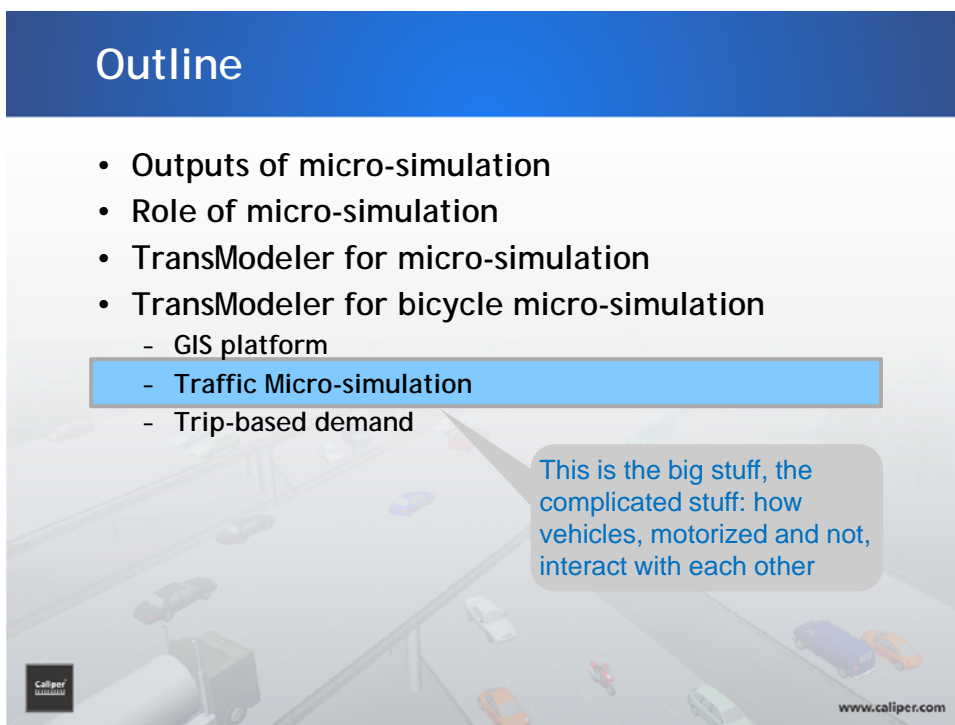 Outline
• Outputs of micro-simulation
• Role of micro-simulation
• TransModeler for micro-simulation
• TransModeler for bicycle micro-simulation
– GIS platform
– Traffic Micro-simulation
– Trip-based demand
This is the big stuff, the
complicated stuff: how
vehicles, motorized and not,
interact with each other
Caliper
www.caliper.com